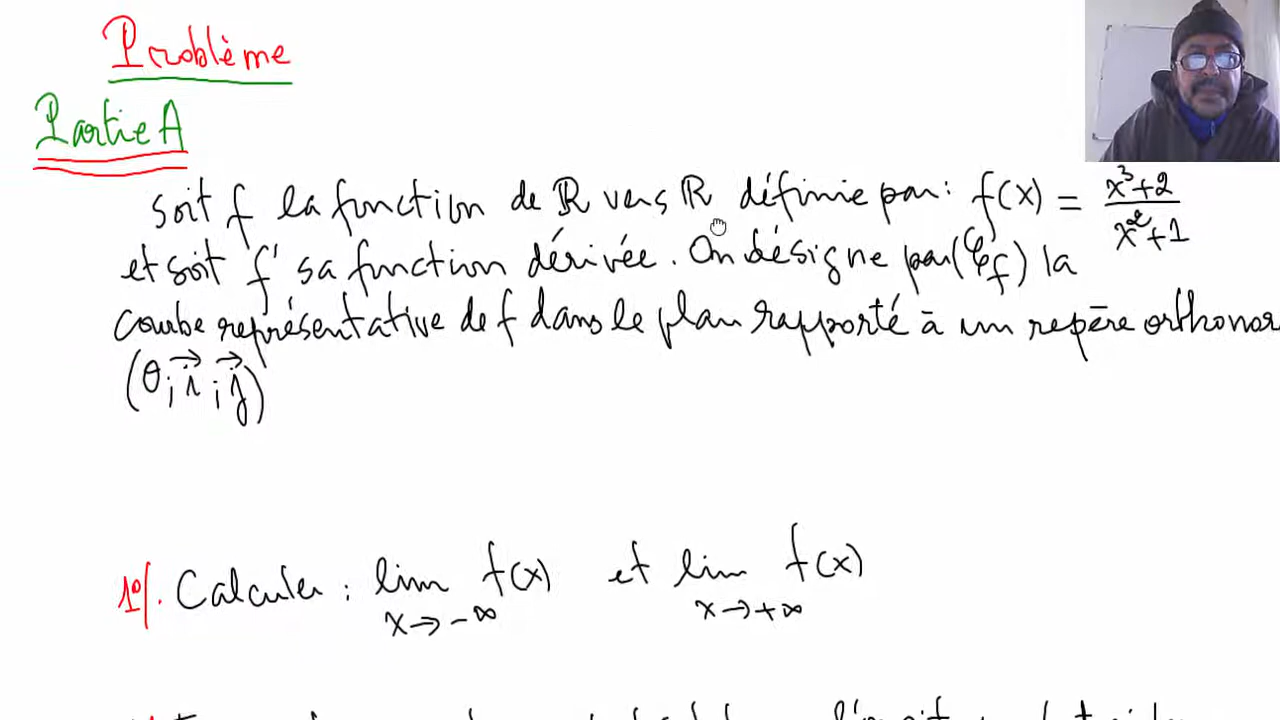 Problème
Partie A
soit f la fonction de ℝ vers ℝ définie par : f(x) = (x³+2)/(x²+1)
et soit f' sa fonction dérivée. On désigne par (𝒞f) la
courbe représentative de f dans le plan rapporté à un repère orthonor
(O; i⃗; j⃗)
1°/. Calculer : lim f(x) et lim f(x)
x→-∞ x→+∞